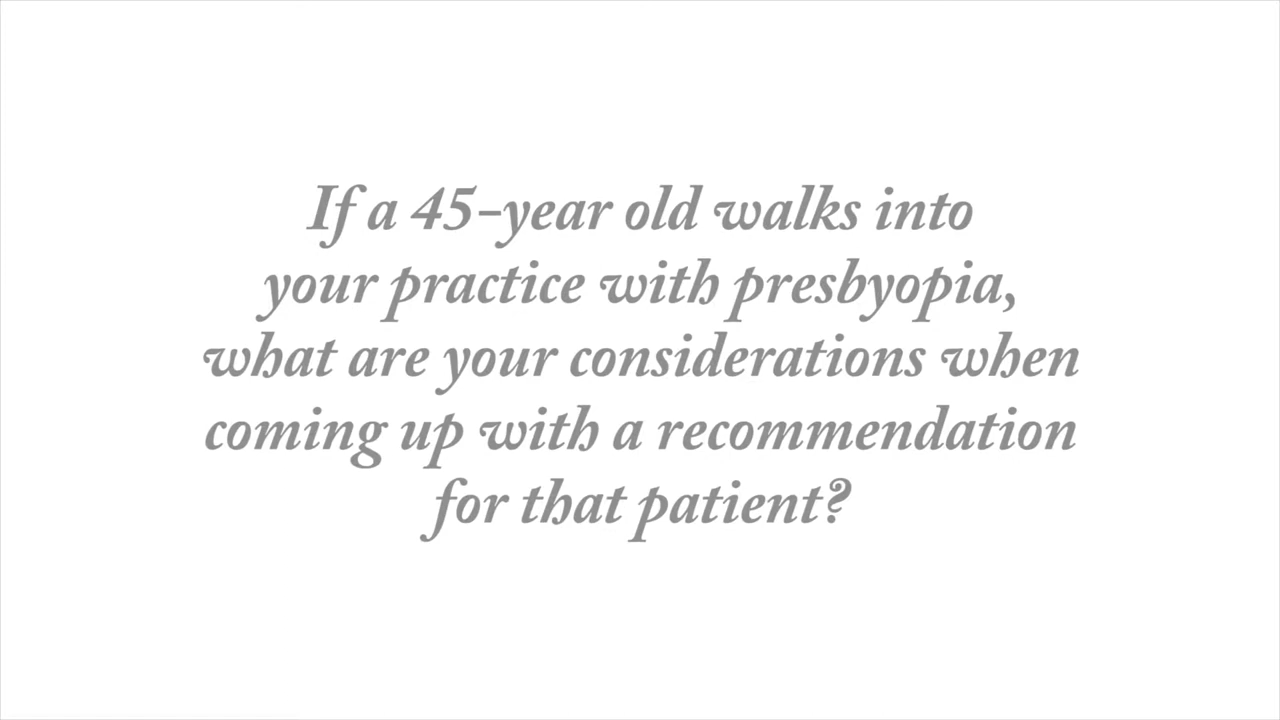 If a 45-year old walks into
your practice with presbyopia,
what are your considerations when
coming up with a recommendation
for that patient?